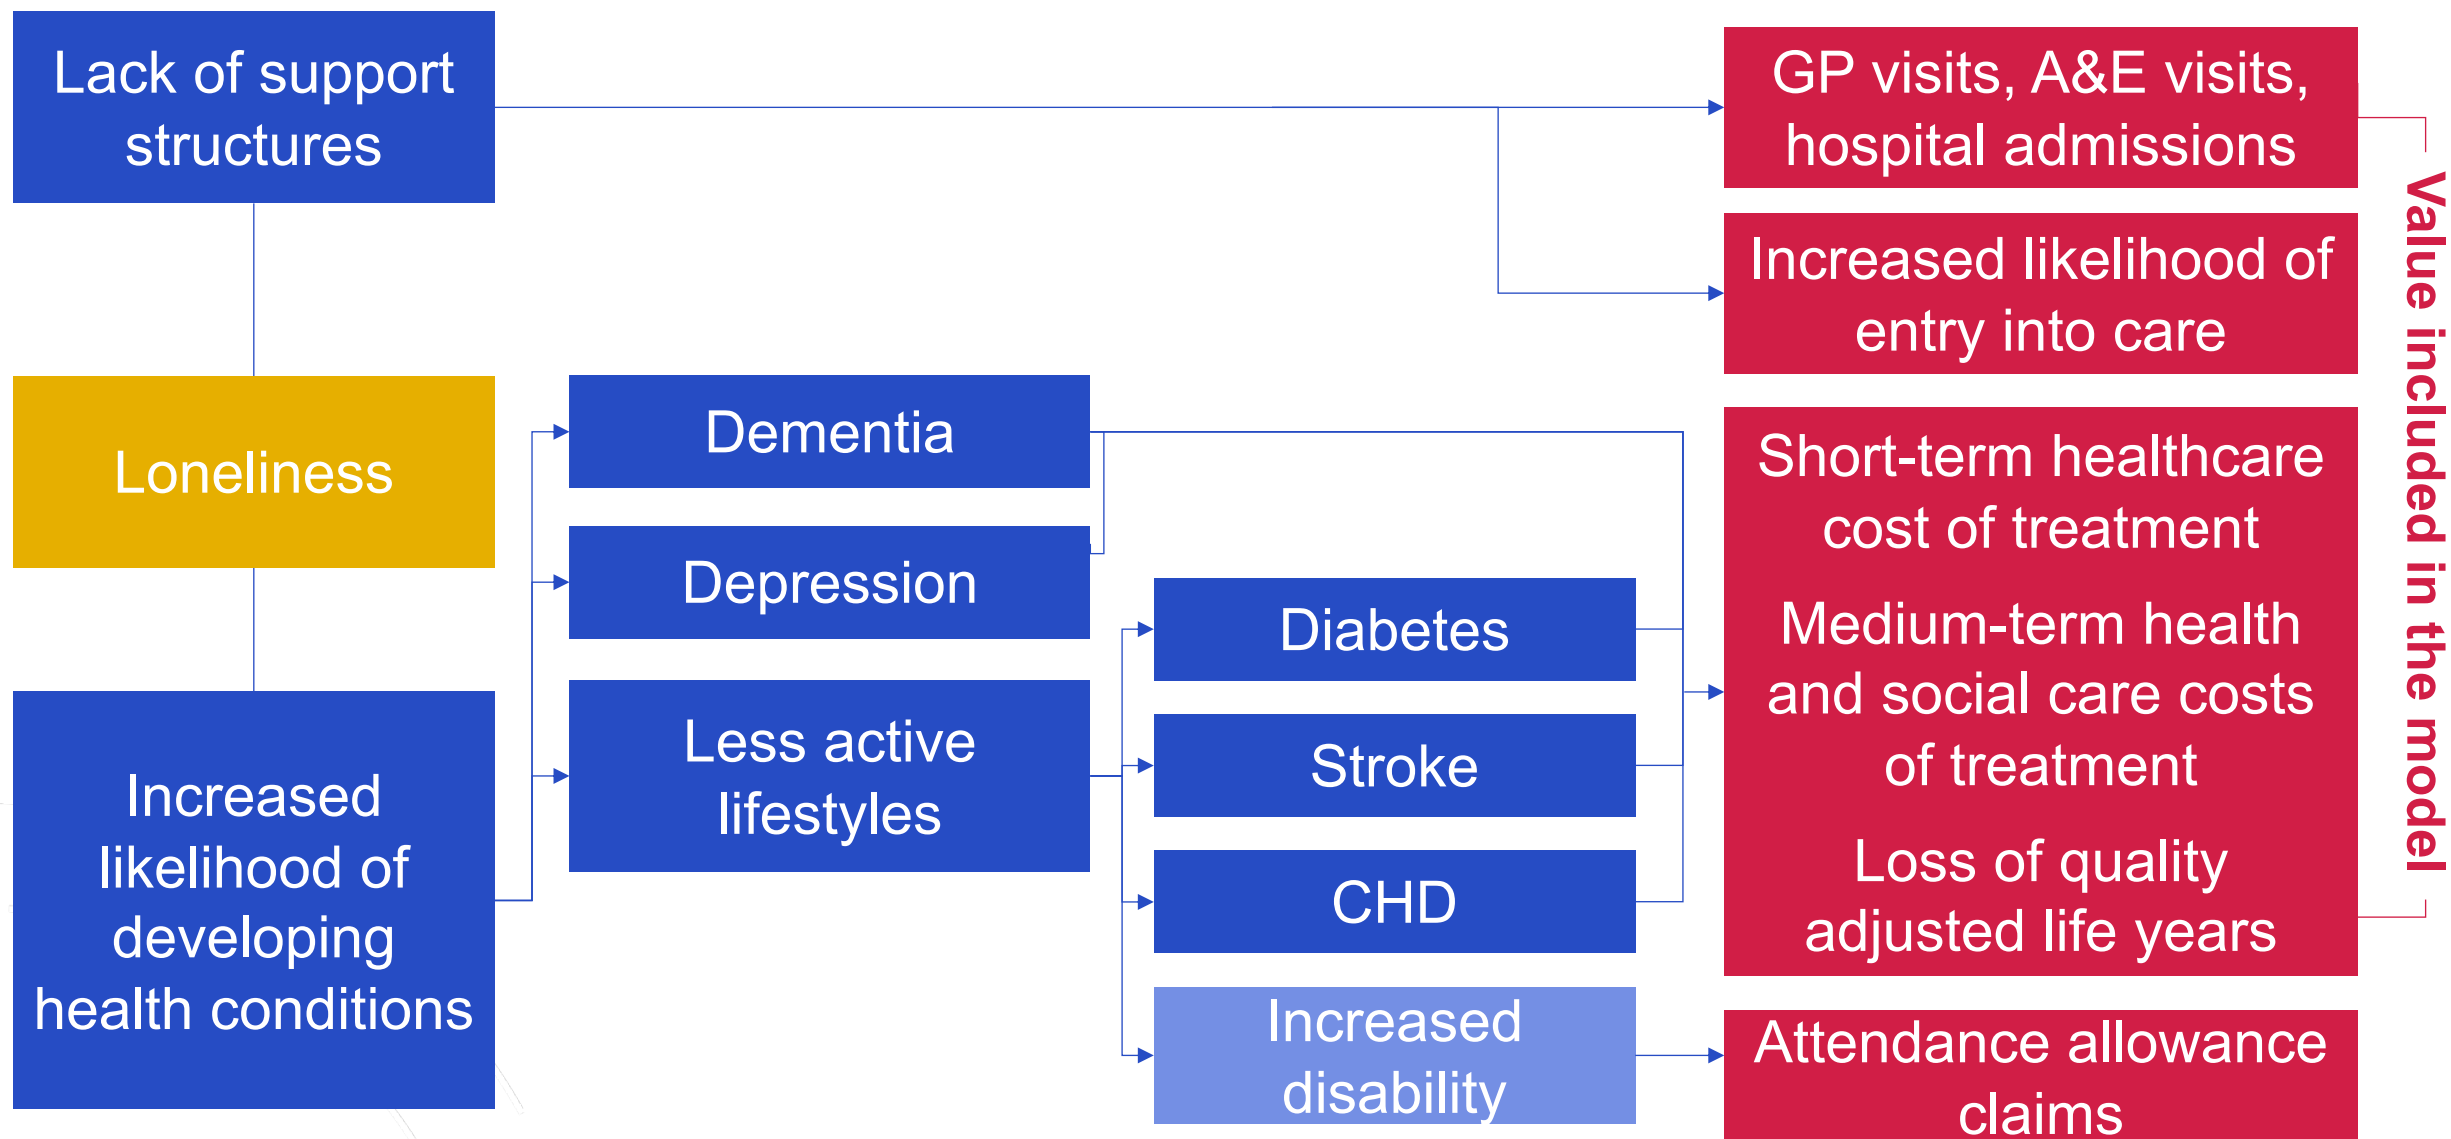 Lack of support
structures
Loneliness
Increased
likelihood of
developing
health conditions
Dementia
Depression
Less active
lifestyles
Diabetes
Stroke
CHD
Increased
disability
GP visits, A&E visits,
hospital admissions
Increased likelihood of
entry into care
Short-term healthcare
cost of treatment
Medium-term health
and social care costs
of treatment
Loss of quality
adjusted life years
Attendance allowance
claims
Value included in the model